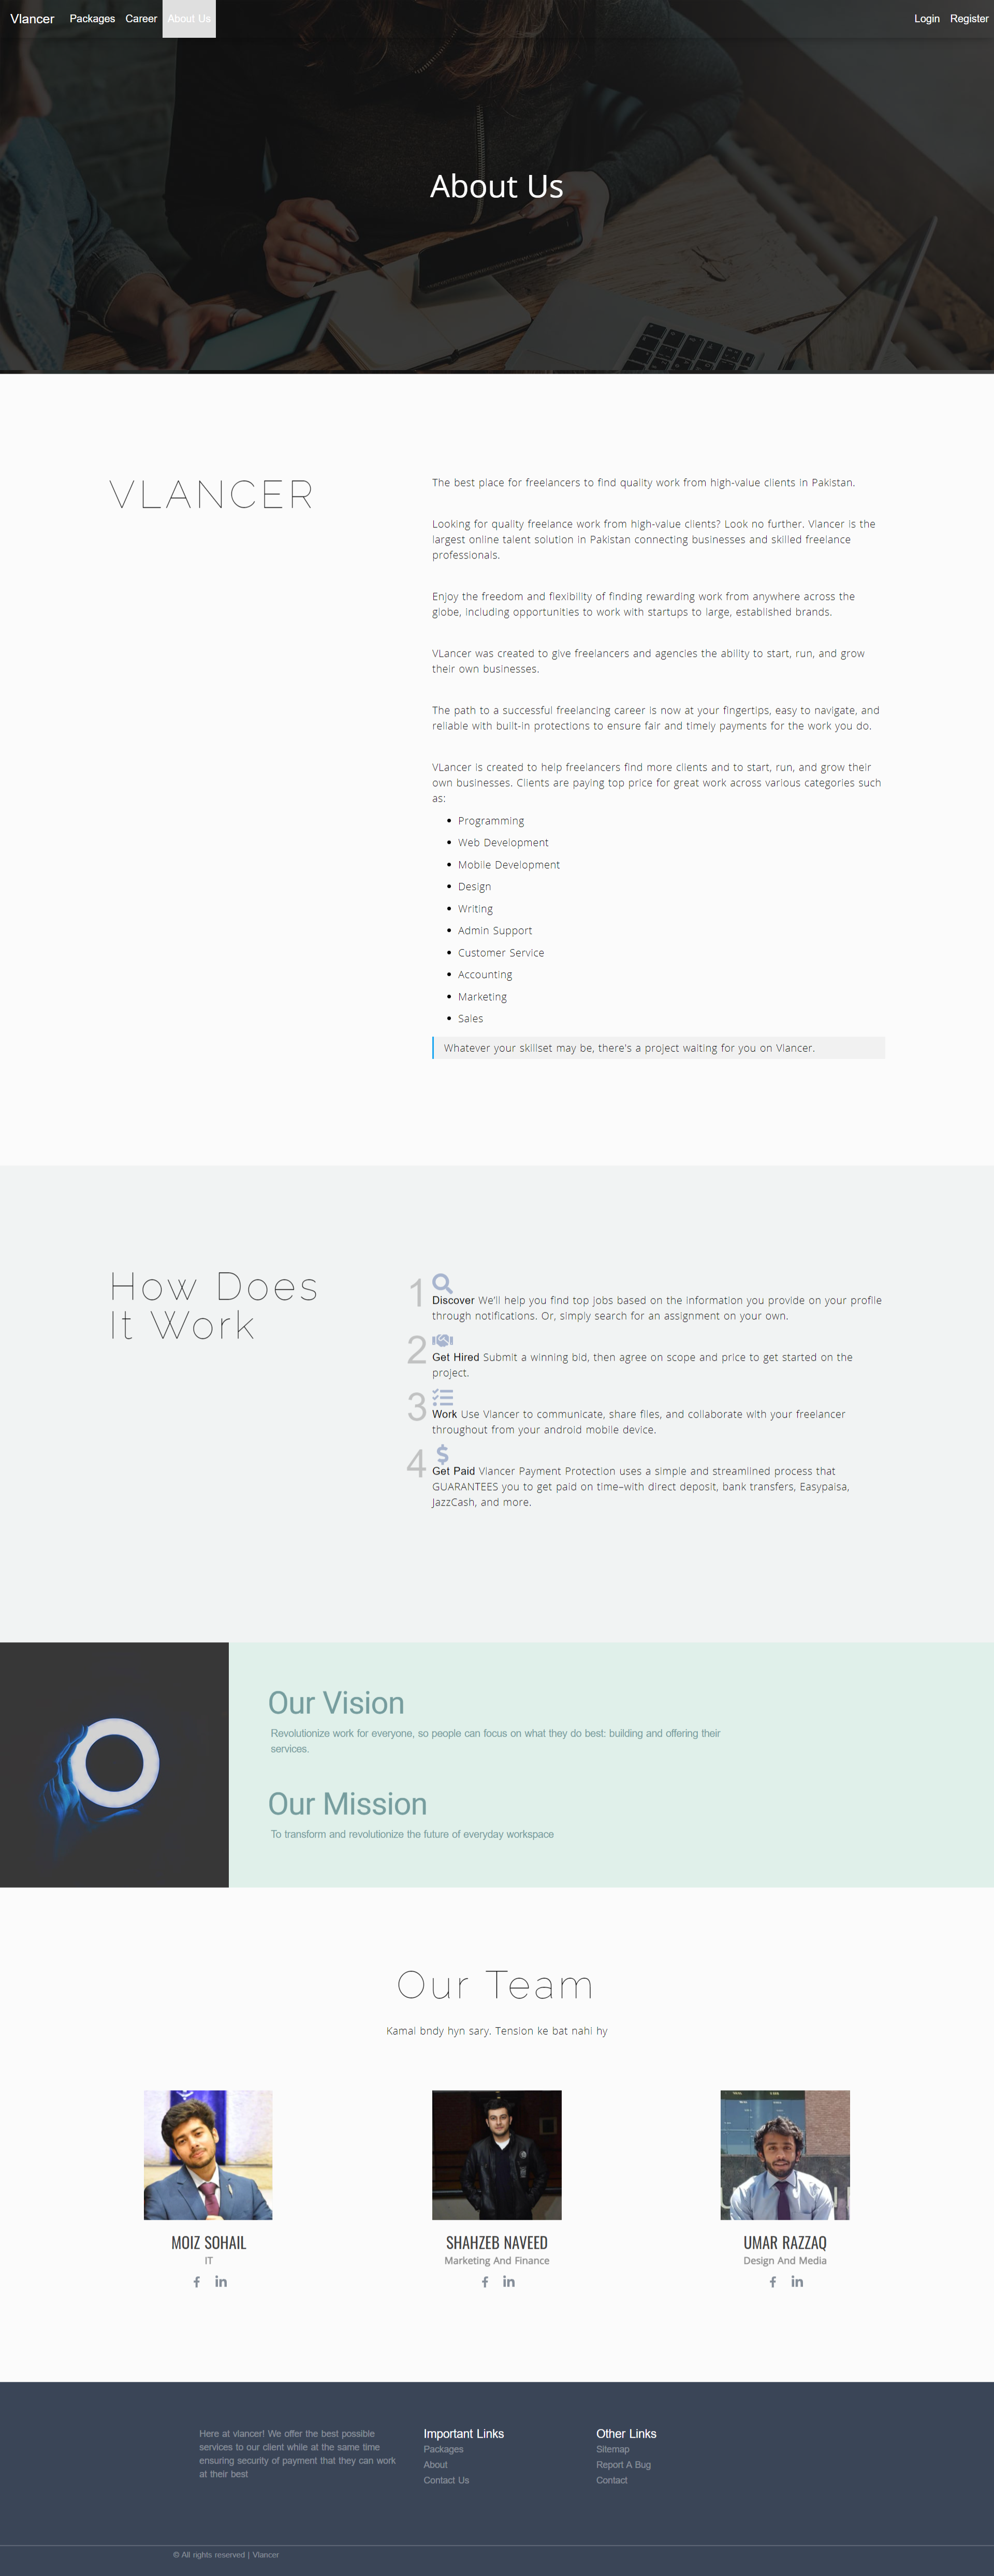 Vlancer Packages Career About Us Login Register
About Us
VLANCER
The best place for freelancers to find quality work from high-value clients in Pakistan.
Looking for quality freelance work from high-value clients? Look no further. Vlancer is the
largest online talent solution in Pakistan connecting businesses and skilled freelance
professionals.
Enjoy the freedom and flexibility of finding rewarding work from anywhere across the
globe, including opportunities to work with startups to large, established brands.
VLancer was created to give freelancers and agencies the ability to start, run, and grow
their own businesses.
The path to a successful freelancing career is now at your fingertips, easy to navigate, and
reliable with built-in protections to ensure fair and timely payments for the work you do.
VLancer is created to help freelancers find more clients and to start, run, and grow their
own businesses. Clients are paying top price for great work across various categories such
as:
• Programming
• Web Development
• Mobile Development
• Design
• Writing
• Admin Support
• Customer Service
• Accounting
• Marketing
• Sales
Whatever your skillset may be, there's a project waiting for you on Vlancer.
How Does
It Work
1
Discover We'll help you find top jobs based on the information you provide on your profile
through notifications. Or, simply search for an assignment on your own.
2
Get Hired Submit a winning bid, then agree on scope and price to get started on the
project.
3
Work Use Vlancer to communicate, share files, and collaborate with your freelancer
throughout from your android mobile device.
4
Get Paid Vlancer Payment Protection uses a simple and streamlined process that
GUARANTEES you to get paid on time–with direct deposit, bank transfers, Easypaisa,
JazzCash, and more.
Our Vision
Revolutionize work for everyone, so people can focus on what they do best: building and offering their
services.
Our Mission
To transform and revolutionize the future of everyday workspace
Our Team
Kamal bndy hyn sary. Tension ke bat nahi hy
MOIZ SOHAIL
IT
SHAHZEB NAVEED
Marketing And Finance
UMAR RAZZAQ
Design And Media
Here at vlancer! We offer the best possible
services to our client while at the same time
ensuring security of payment that they can work
at their best
Important Links
Packages
About
Contact Us
Other Links
Sitemap
Report A Bug
Contact
© All rights reserved | Vlancer